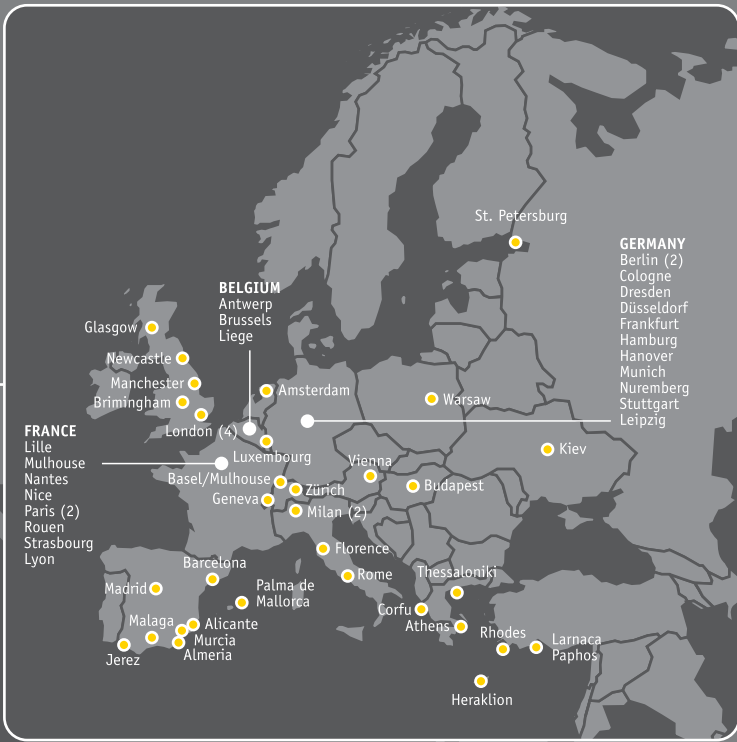 St. Petersburg
GERMANY
Berlin (2)
Cologne
Dresden
Düsseldorf
Frankfurt
Hamburg
Hanover
Munich
Nuremberg
Stuttgart
Leipzig
BELGIUM
Antwerp
Brussels
Liege
Glasgow
Newcastle
Manchester
Brimingham
London (4)
Amsterdam
Warsaw
Kiev
FRANCE
Lille
Mulhouse
Nantes
Nice
Paris (2)
Rouen
Strasbourg
Lyon
Luxembourg
Vienna
Basel/Mulhouse
Zürich
Budapest
Geneva
Milan (2)
Florence
Rome
Thessaloniki
Barcelona
Madrid
Palma de
Mallorca
Corfu
Athens
Malaga
Alicante
Murcia
Almeria
Jerez
Rhodes
Larnaca
Paphos
Heraklion